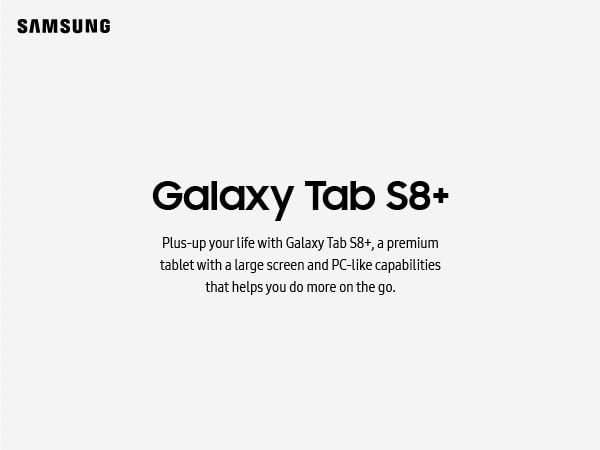 SAMSUNG
Galaxy Tab S8+
Plus-up your life with Galaxy Tab S8+, a premium
tablet with a large screen and PC-like capabilities
that helps you do more on the go.